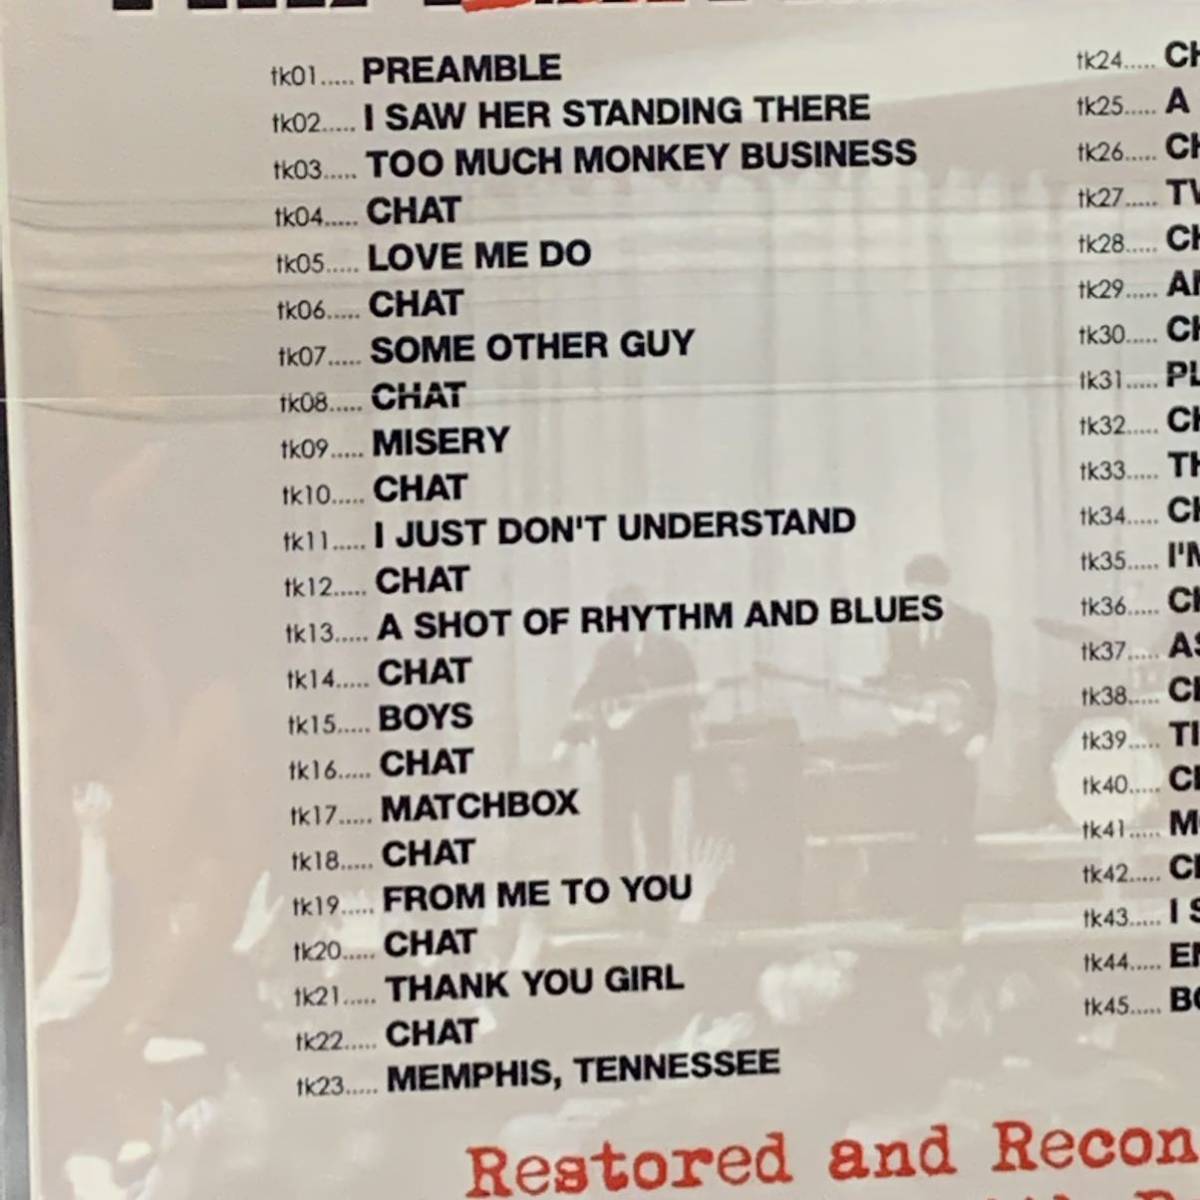 tk01..... PREAMBLE
tk02..... I SAW HER STANDING THERE
tk03..... TOO MUCH MONKEY BUSINESS
tk04..... CHAT
tk05..... LOVE ME DO
tk06..... CHAT
tk07..... SOME OTHER GUY
tk08..... CHAT
tk09..... MISERY
tk10..... CHAT
tk11..... I JUST DON'T UNDERSTAND
tk12..... CHAT
tk13..... A SHOT OF RHYTHM AND BLUES
tk14..... CHAT
tk15..... BOYS
tk16..... CHAT
tk17..... MATCHBOX
tk18..... CHAT
tk19..... FROM ME TO YOU
tk20..... CHAT
tk21..... THANK YOU GIRL
tk22..... CHAT
tk23..... MEMPHIS, TENNESSEE
tk24.....
tk25..... A
tk26.....
tk27.....
tk28.....
tk29.....
tk30.....
tk31.....
tk32.....
tk33.....
tk34.....
tk35.....
tk36.....
tk37.....
tk38.....
tk39.....
tk40.....
tk41.....
tk42.....
tk43..... I
tk44.....
tk45.....
Restored and Recon